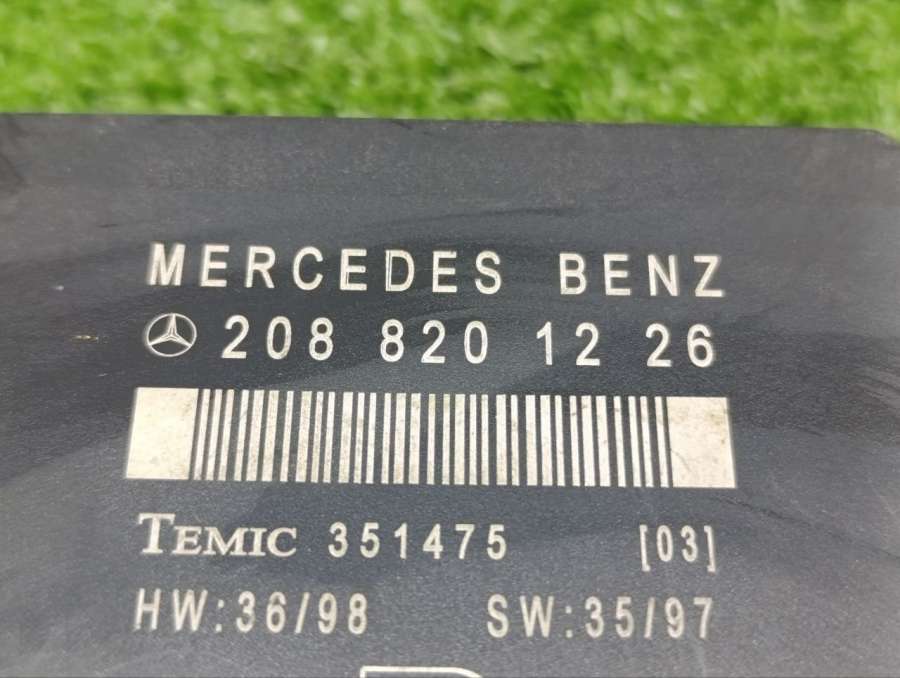 MERCEDES BENZ
208 820 12 26
TEMIC 351475 [03]
HW:36/98 SW:35/97